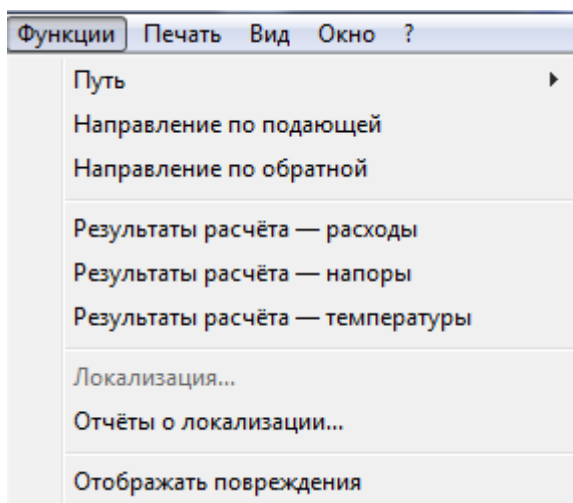 Функции Печать Вид Окно ?
Путь
Направление по подающей
Направление по обратной
Результаты расчёта — расходы
Результаты расчёта — напоры
Результаты расчёта — температуры
Локализация...
Отчёты о локализации...
Отображать повреждения